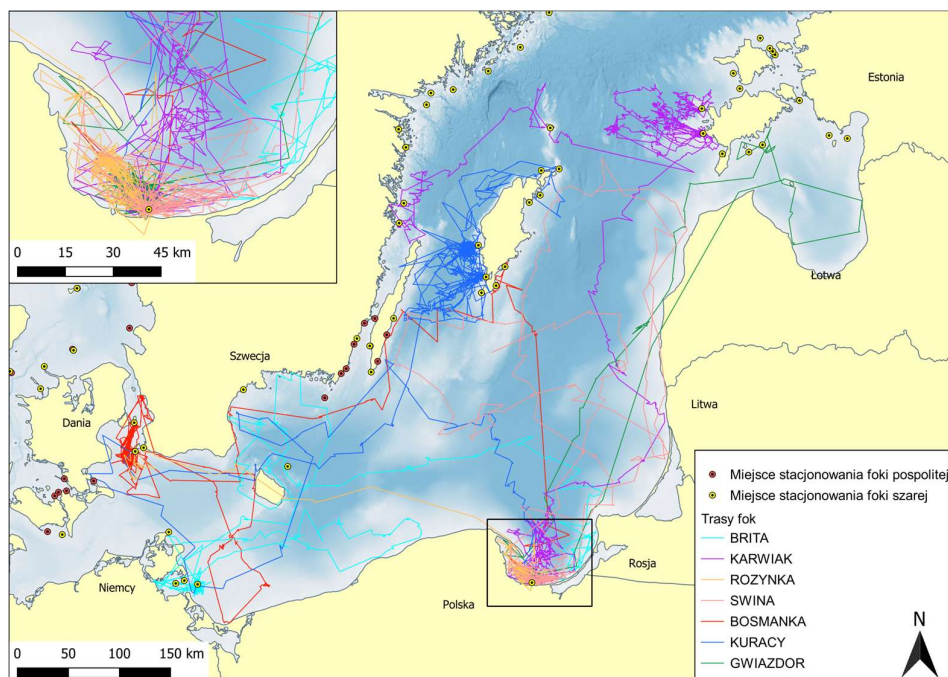 0 15 30 45 km
Estonia
Łotwa
Szwecja
Dania
Litwa
Niemcy
Polska
Rosja
Miejsce stacjonowania foki pospolitej
Miejsce stacjonowania foki szarej
Trasy fok
BRITA
KARWIAK
ROZYNKA
SWINA
BOSMANKA
KURACY
GWIAZDOR
N
0 50 100 150 km